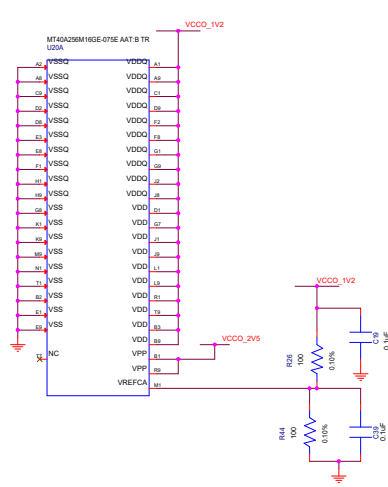 VCCO_1V2
MT40A256M16GE-075E AAT:B TR
U20A
A2 VSSQ VDDQ A1
A8 VSSQ VDDQ A9
C9 VSSQ VDDQ C1
D2 VSSQ VDDQ D9
D8 VSSQ VDDQ F2
E3 VSSQ VDDQ F8
E8 VSSQ VDDQ G1
F1 VSSQ VDDQ G9
H1 VSSQ VDDQ J2
H9 VSSQ VDDQ J8
G8 VSS VDD D1
K1 VSS VDD G7
K9 VSS VDD J1
M9 VSS VDD J9
N1 VSS VDD L1
T1 VSS VDD L9
B2 VSS VDD R1
E1 VSS VDD T9
E9 VSS VDD B3
VDD B9
T7 NC VPP B1
VPP R9
VREFCA M1
VCCO_2V5
VCCO_1V2
R26
100
0.10%
C19
0.1uF
R44
100
0.10%
C39
0.1uF